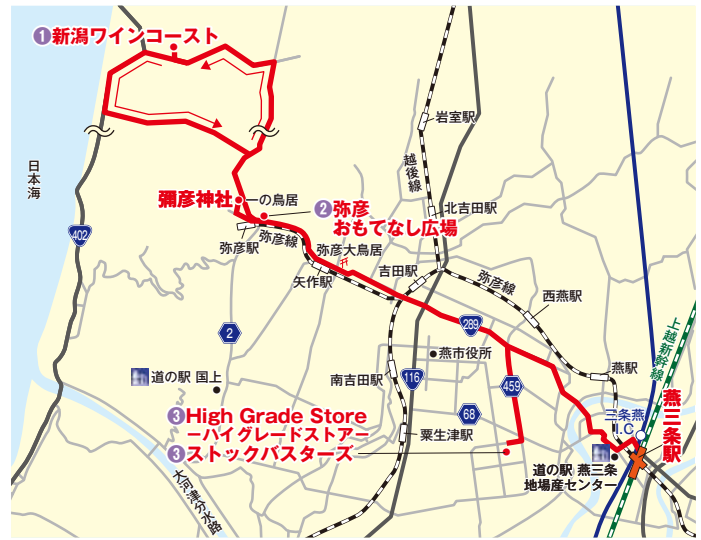 ❶新潟ワインコースト
岩室駅
越後線
日本海
彌彦神社
一の鳥居
❷弥彦
おもてなし広場
北吉田駅
402
弥彦駅
弥彦線
弥彦大鳥居
矢作駅
吉田駅
弥彦線
西燕駅
上越新幹線
2
289
燕市役所
道の駅 国上
南吉田駅
116
459
燕駅
燕三条駅
❸High Grade Store
ーハイグレードストアー
68
三条燕
I.C
❸ストックバスターズ
粟生津駅
道の駅 燕三条
地場産センター
大河津分水路